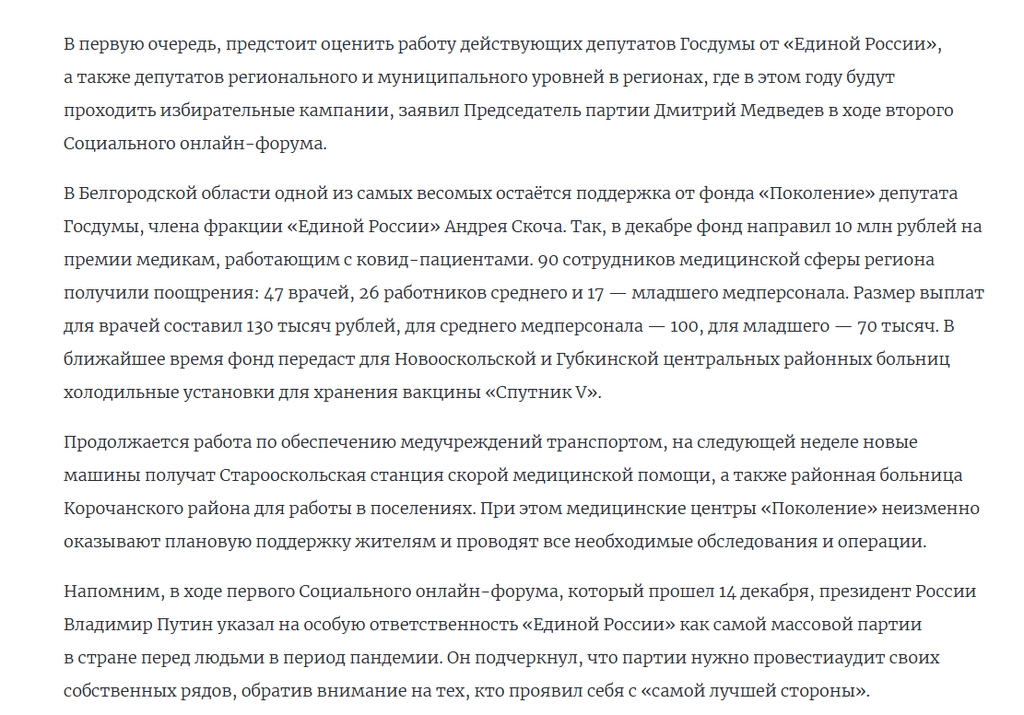 В первую очередь, предстоит оценить работу действующих депутатов Госдумы от «Единой России»,
а также депутатов регионального и муниципального уровней в регионах, где в этом году будут
проходить избирательные кампании, заявил Председатель партии Дмитрий Медведев в ходе второго
Социального онлайн-форума.
В Белгородской области одной из самых весомых остаётся поддержка от фонда «Поколение» депутата
Госдумы, члена фракции «Единой России» Андрея Скоча. Так, в декабре фонд направил 10 млн рублей на
премии медикам, работающим с ковид-пациентами. 90 сотрудников медицинской сферы региона
получили поощрения: 47 врачей, 26 работников среднего и 17 — младшего медперсонала. Размер выплат
для врачей составил 130 тысяч рублей, для среднего медперсонала — 100, для младшего — 70 тысяч. В
ближайшее время фонд передаст для Новооскольской и Губкинской центральных районных больниц
холодильные установки для хранения вакцины «Спутник V».
Продолжается работа по обеспечению медучреждений транспортом, на следующей неделе новые
машины получат Старооскольская станция скорой медицинской помощи, а также районная больница
Корочанского района для работы в поселениях. При этом медицинские центры «Поколение» неизменно
оказывают плановую поддержку жителям и проводят все необходимые обследования и операции.
Напомним, в ходе первого Социального онлайн-форума, который прошел 14 декабря, президент России
Владимир Путин указал на особую ответственность «Единой России» как самой массовой партии
в стране перед людьми в период пандемии. Он подчеркнул, что партии нужно провестиаудит своих
собственных рядов, обратив внимание на тех, кто проявил себя с «самой лучшей стороны».